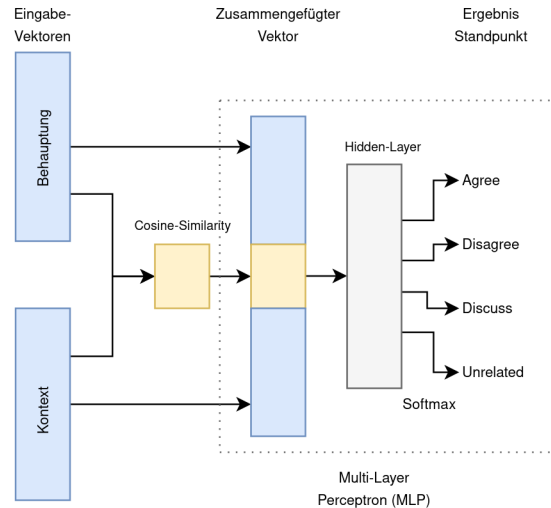 Eingabe-
Vektoren
Zusammengefügter
Vektor
Ergebnis
Standpunkt
Behauptung
Cosine-Similarity
Hidden-Layer
Agree
Disagree
Discuss
Unrelated
Kontext
Softmax
Multi-Layer
Perceptron (MLP)